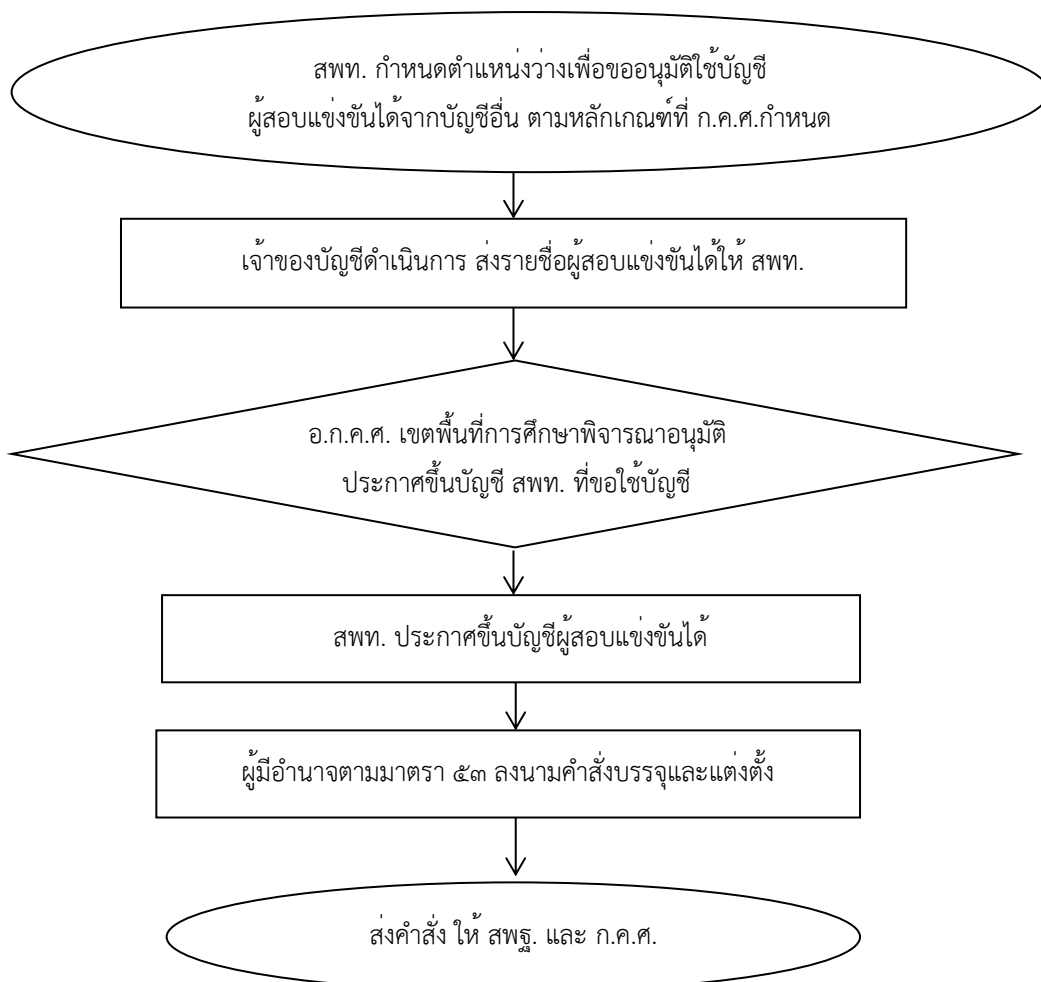 สพท. กำหนดตำแหน่งว่างเพื่อขออนุมัติใช้บัญชี
ผู้สอบแข่งขันได้จากบัญชีอื่น ตามหลักเกณฑ์ที่ ก.ค.ศ.กำหนด
เจ้าของบัญชีดำเนินการ ส่งรายชื่อผู้สอบแข่งขันได้ให้ สพท.
อ.ก.ค.ศ. เขตพื้นที่การศึกษาพิจารณาอนุมัติ
ประกาศขึ้นบัญชี สพท. ที่ขอใช้บัญชี
สพท. ประกาศขึ้นบัญชีผู้สอบแข่งขันได้
ผู้มีอำนาจตามมาตรา ๕๓ ลงนามคำสั่งบรรจุและแต่งตั้ง
ส่งคำสั่ง ให้ สพฐ. และ ก.ค.ศ.